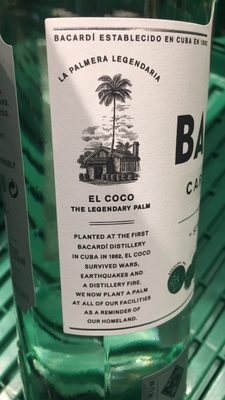 BACARDÍ ESTABLECIDO EN CUBA EN 1862
LA PALMERA LEGENDARIA
EL COCO
THE LEGENDARY PALM
PLANTED AT THE FIRST
BACARDÍ DISTILLERY
IN CUBA IN 1862, EL COCO
SURVIVED WARS,
EARTHQUAKES AND
A DISTILLERY FIRE.
WE NOW PLANT A PALM
AT ALL OF OUR FACILITIES
AS A REMINDER OF
OUR HOMELAND.
BA
CA